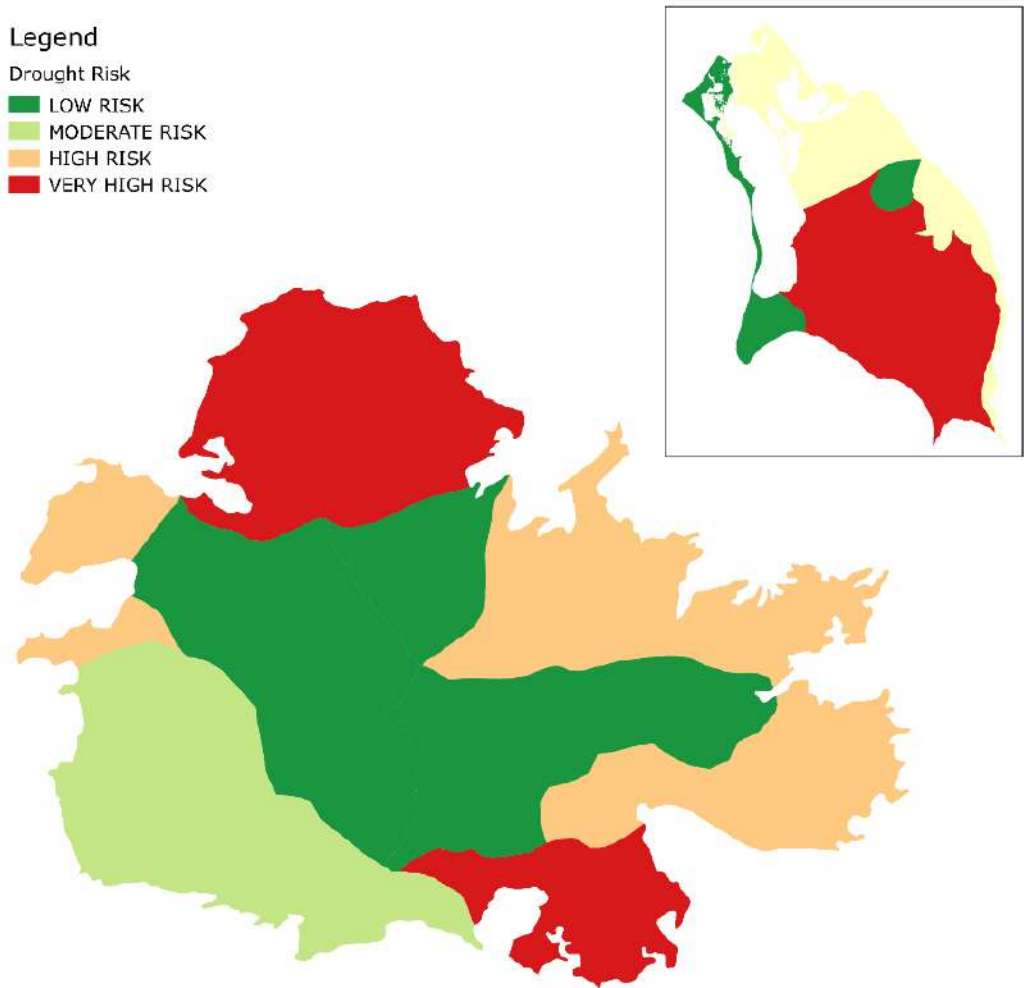 Legend
Drought Risk
LOW RISK
MODERATE RISK
HIGH RISK
VERY HIGH RISK